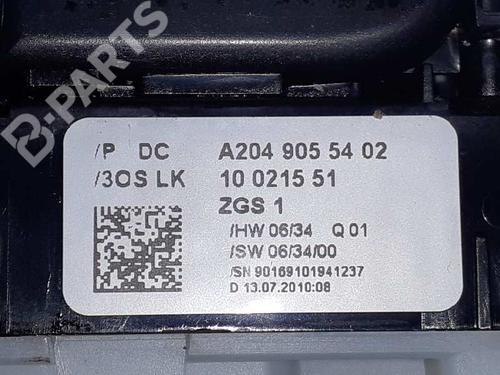 B-PARTS
/P DC A204 905 54 02
/3OS LK 10 0215 51
ZGS 1
/HW 06/34 Q 01
/SW 06/34/00
/SN 90169101941237
D 13.07.2010:08